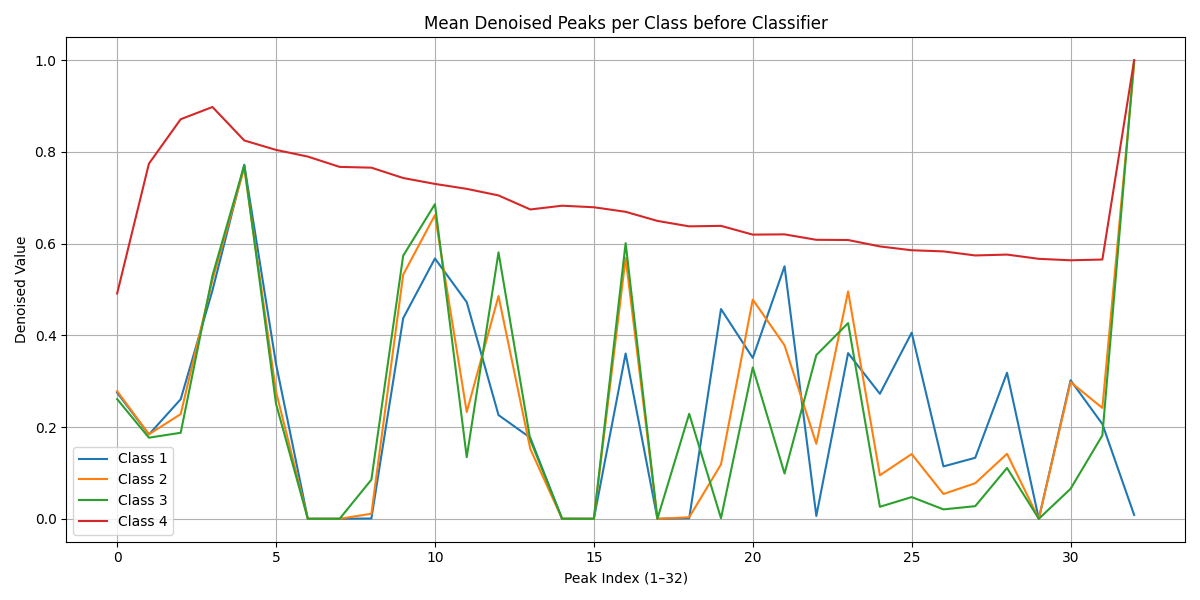 Mean Denoised Peaks per Class before Classifier
Denoised Value
1.0
0.8
0.6
0.4
0.2
0.0
Class 1
Class 2
Class 3
Class 4
0 5 10 15 20 25 30
Peak Index (1–32)